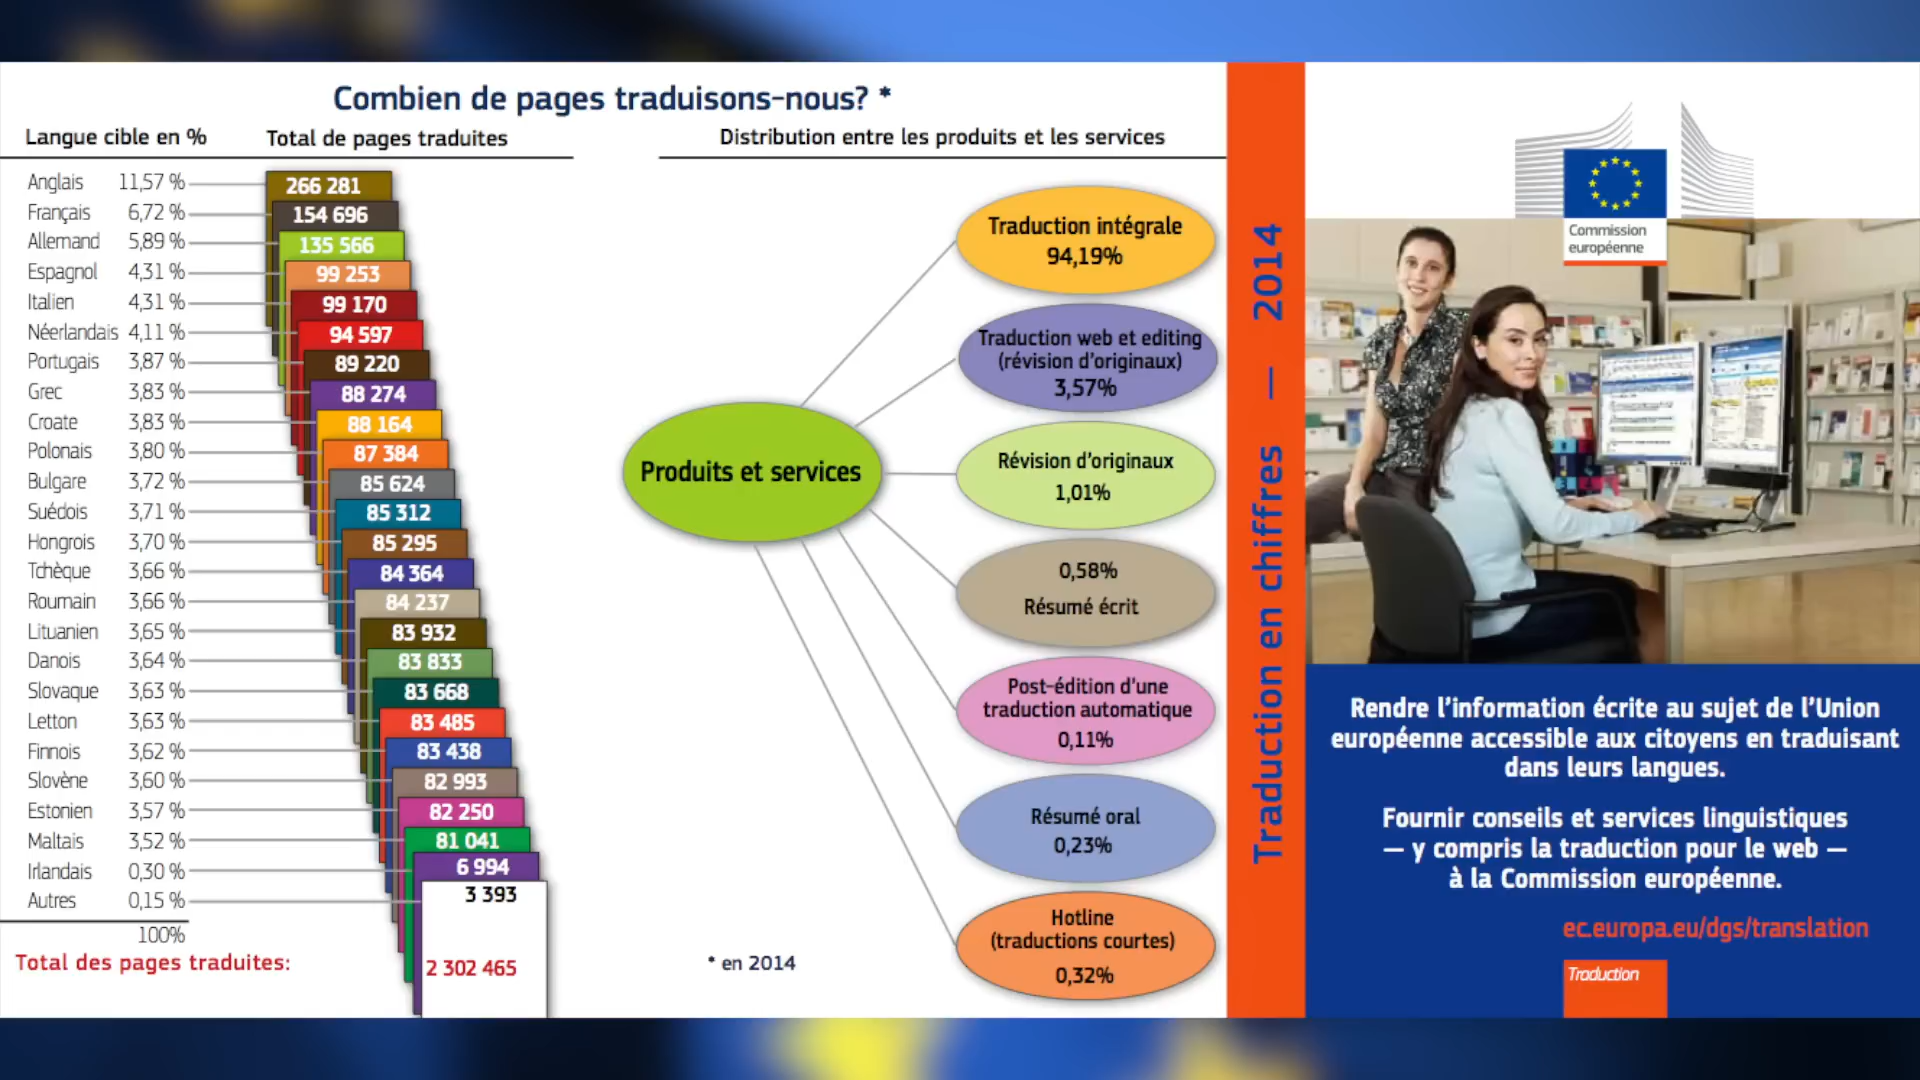 Combien de pages traduisons-nous? *
Langue cible en %
Total de pages traduites
Anglais 11,57 % 266 281
Français 6,72 % 154 696
Allemand 5,89 % 135 566
Espagnol 4,31 % 99 253
Italien 4,31 % 99 170
Néerlandais 4,11 % 94 597
Portugais 3,87 % 89 220
Grec 3,83 % 88 274
Croate 3,83 % 88 164
Polonais 3,80 % 87 384
Bulgare 3,72 % 85 624
Suédois 3,71 % 85 312
Hongrois 3,70 % 85 295
Tchèque 3,66 % 84 364
Roumain 3,66 % 84 237
Lituanien 3,65 % 83 932
Danois 3,64 % 83 833
Slovaque 3,63 % 83 668
Letton 3,63 % 83 485
Finnois 3,62 % 83 438
Slovène 3,60 % 82 993
Estonien 3,57 % 82 250
Maltais 3,52 % 81 041
Irlandais 0,30 % 6 994
Autres 0,15 % 3 393
100%
Total des pages traduites: 2 302 465
Distribution entre les produits et les services
Produits et services
Traduction intégrale
94,19%
Traduction web et editing
(révision d'originaux)
3,57%
Révision d'originaux
1,01%
0,58%
Résumé écrit
Post-édition d'une
traduction automatique
0,11%
Résumé oral
0,23%
Hotline
(traductions courtes)
0,32%
* en 2014
Traduction en chiffres — 2014
Commission
européenne
Rendre l'information écrite au sujet de l'Union
européenne accessible aux citoyens en traduisant
dans leurs langues.
Fournir conseils et services linguistiques
— y compris la traduction pour le web —
à la Commission européenne.
ec.europa.eu/dgs/translation
Traduction